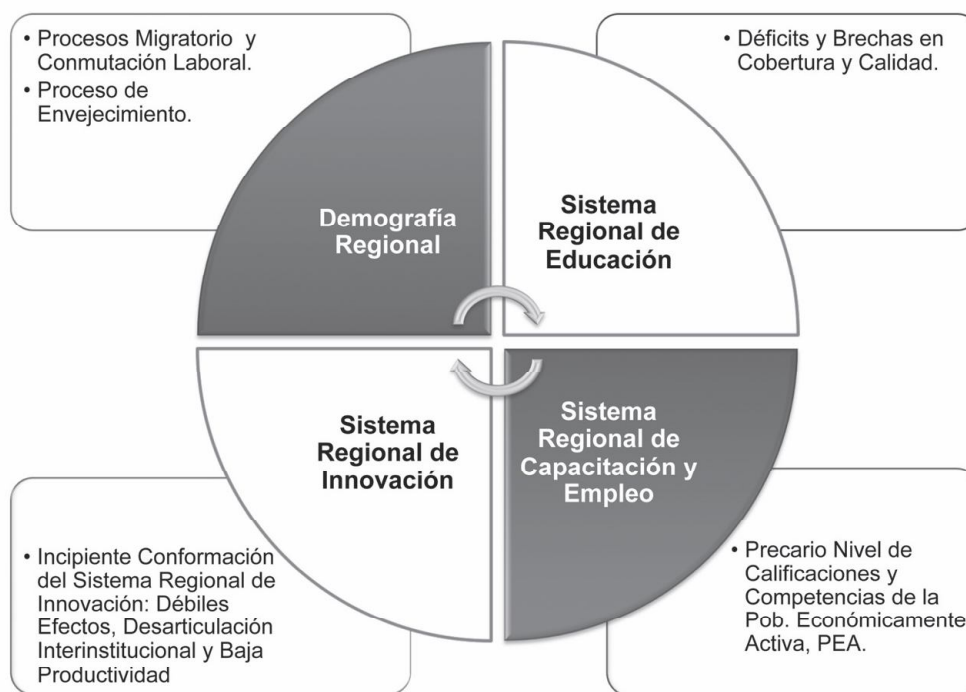 • Procesos Migratorio y
Conmutación Laboral.
• Proceso de
Envejecimiento.
• Déficits y Brechas en
Cobertura y Calidad.
Demografía
Regional
Sistema
Regional de
Educación
Sistema
Regional de
Innovación
Sistema
Regional de
Capacitación y
Empleo
• Incipiente Conformación
del Sistema Regional de
Innovación: Débiles
Efectos, Desarticulación
Interinstitucional y Baja
Productividad
• Precario Nivel de
Calificaciones y
Competencias de la
Pob. Económicamente
Activa, PEA.